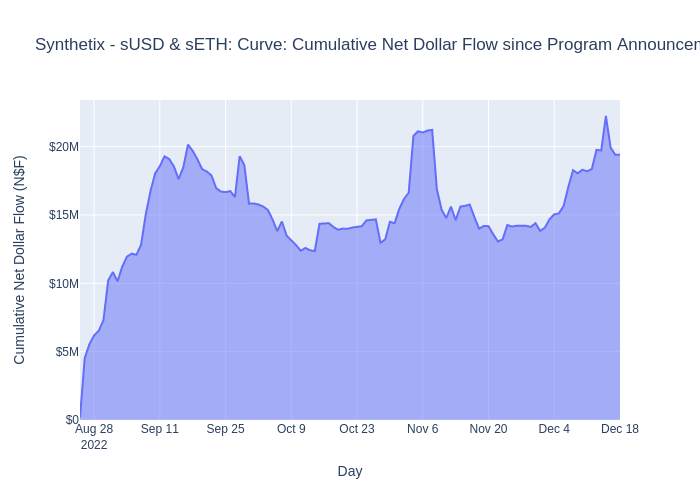 Synthetix - sUSD & sETH: Curve: Cumulative Net Dollar Flow since Program
Cumulative Net Dollar Flow (N$F)
$20M
$15M
$10M
$5M
$0
Aug 28 Sep 11 Sep 25 Oct 9 Oct 23 Nov 6 Nov 20 Dec 4 Dec 18
2022
Day